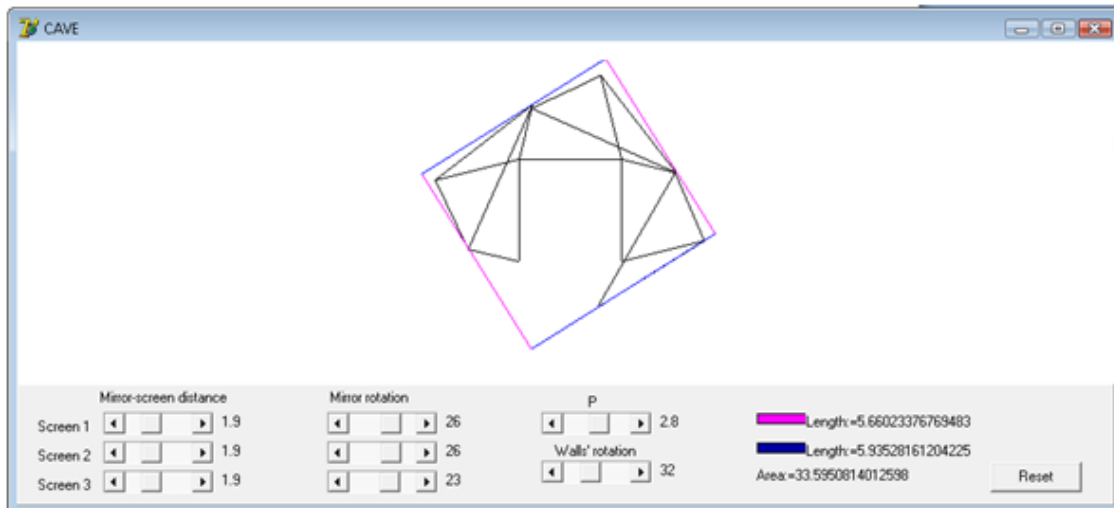 CAVE
Mirror-screen distance Mirror rotation P
Screen 1 1.9 26 2.8 Length:=5.66023376769483
Screen 2 1.9 26 Walls' rotation Length:=5.93528161204225
Screen 3 1.9 23 32 Area:=33.5950814012598 Reset